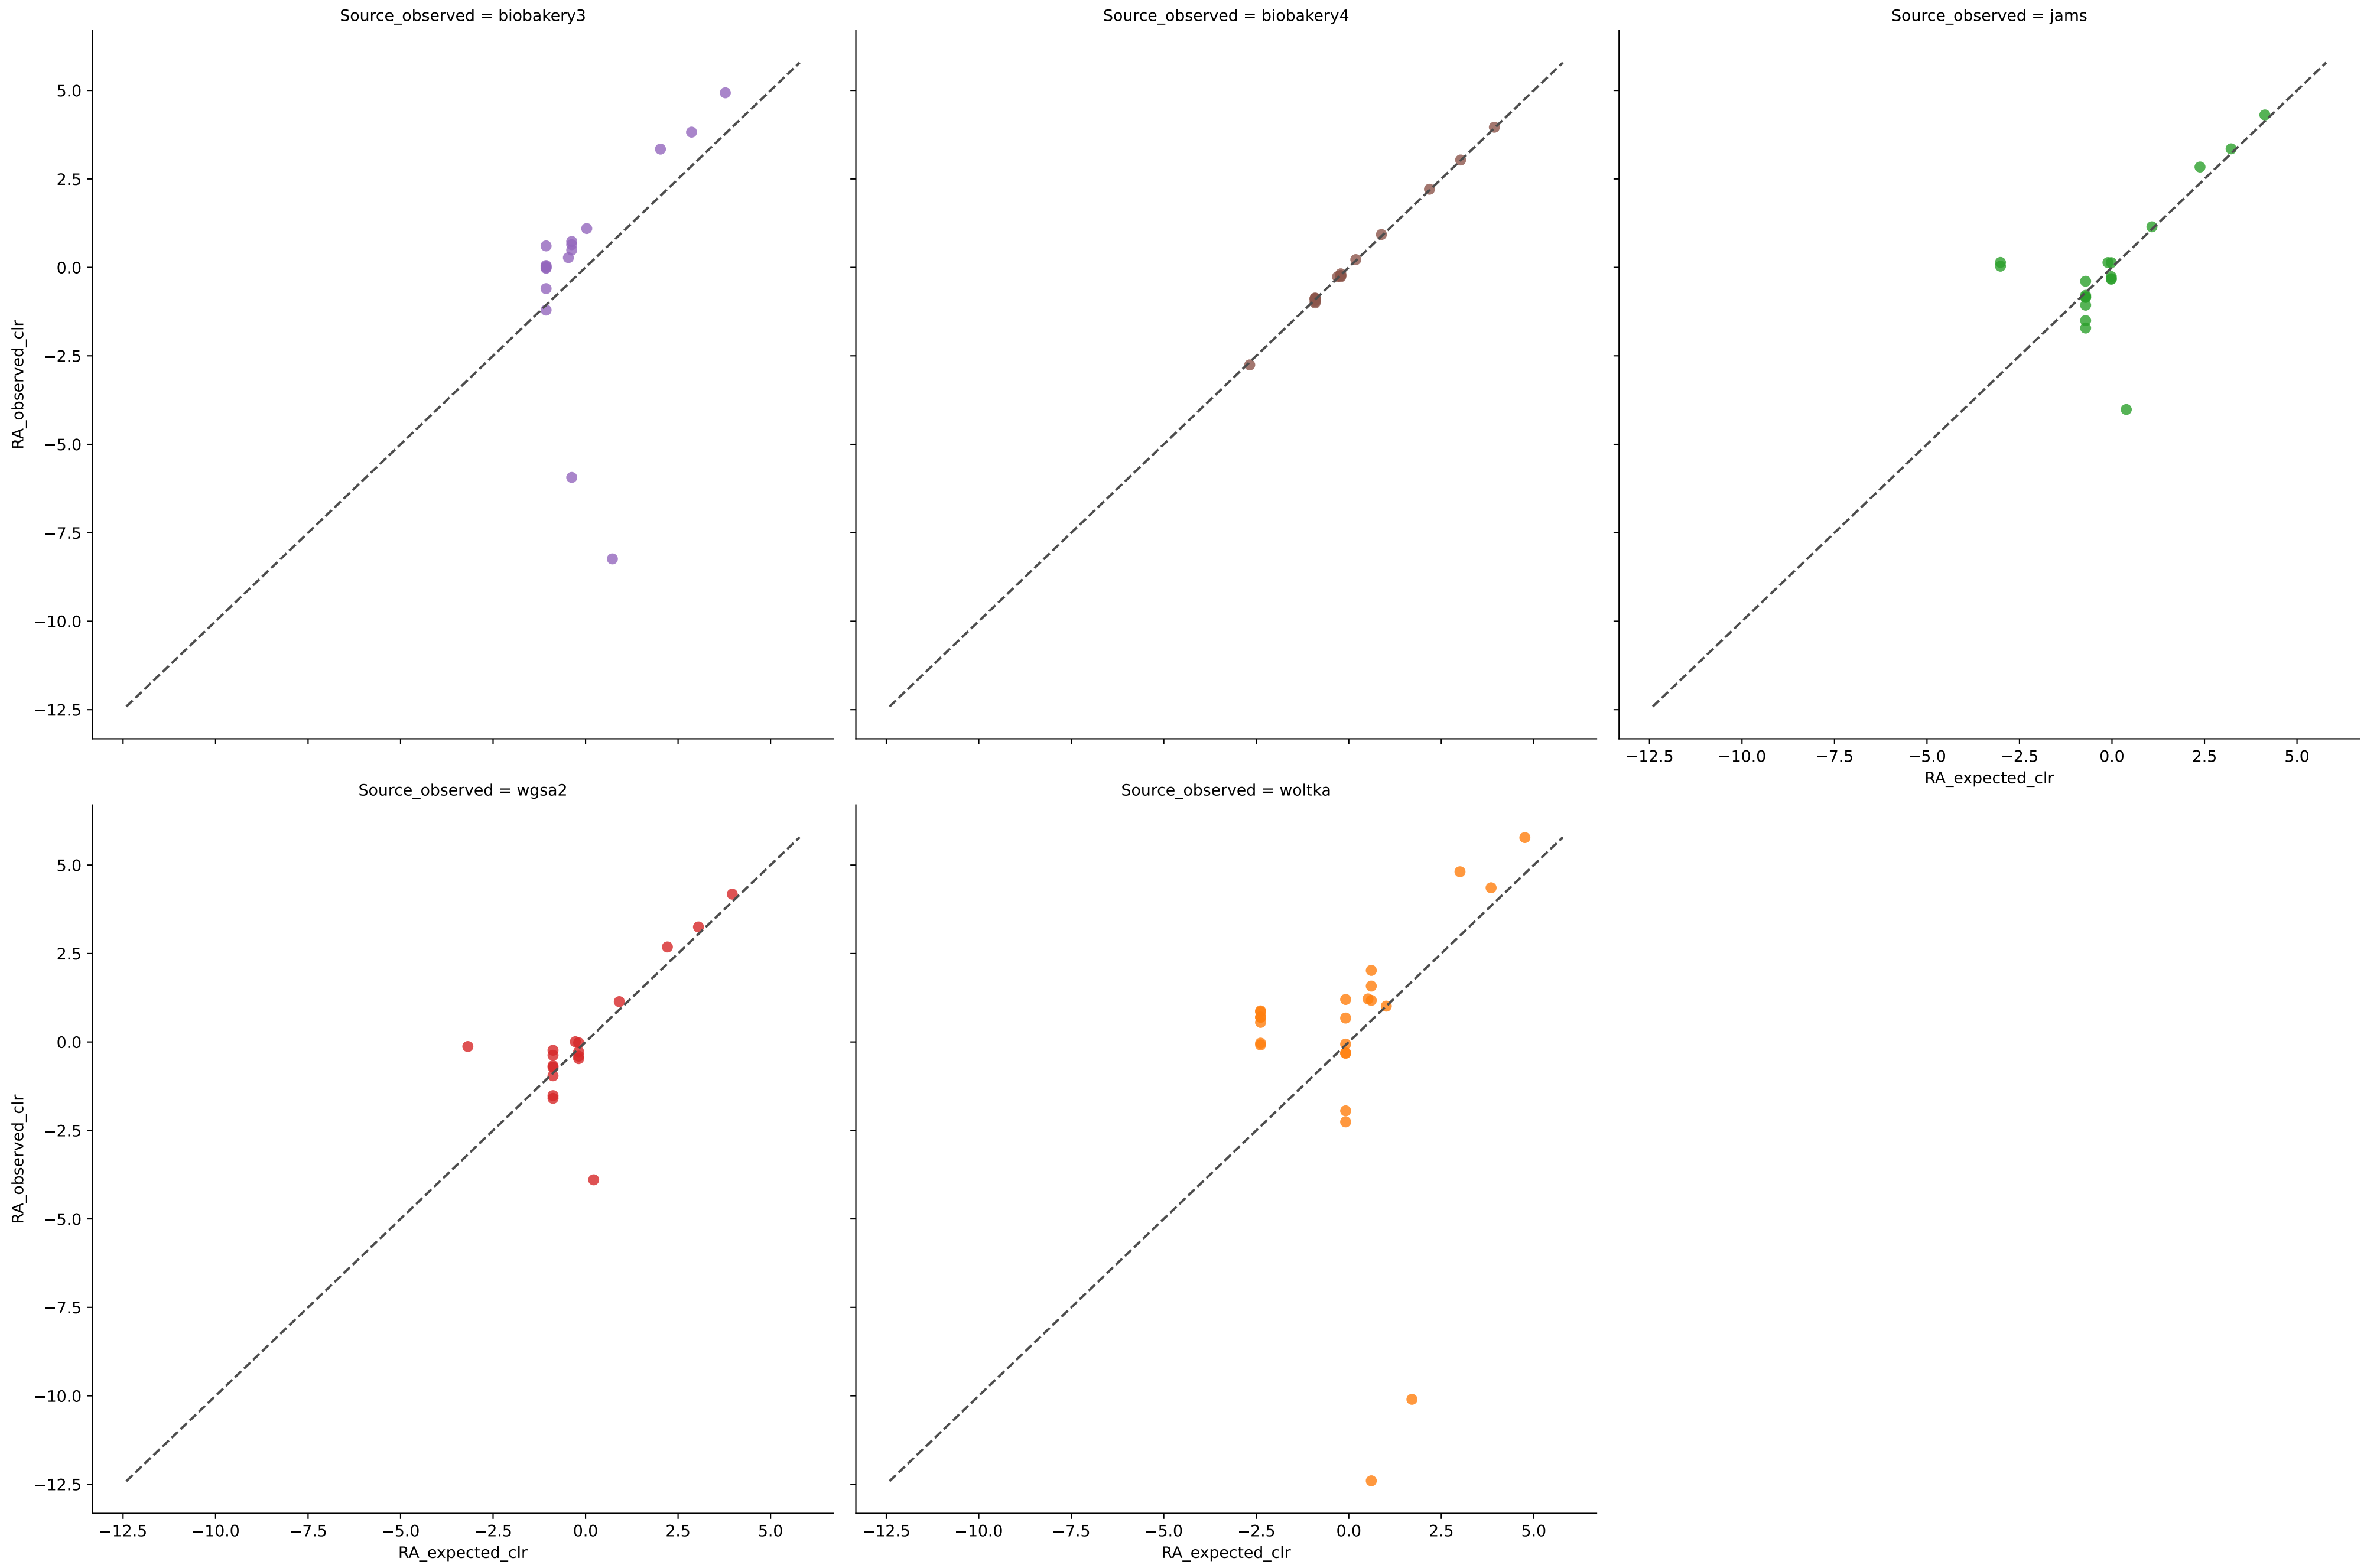 Source_observed = biobakery3
Source_observed = biobakery4
Source_observed = jams
RA_observed_clr
5.0
2.5
0.0
−2.5
−5.0
−7.5
−10.0
−12.5
−12.5 −10.0 −7.5 −5.0 −2.5 0.0 2.5 5.0
RA_expected_clr
Source_observed = wgsa2
Source_observed = woltka
RA_observed_clr
5.0
2.5
0.0
−2.5
−5.0
−7.5
−10.0
−12.5
−12.5 −10.0 −7.5 −5.0 −2.5 0.0 2.5 5.0
RA_expected_clr
−12.5 −10.0 −7.5 −5.0 −2.5 0.0 2.5 5.0
RA_expected_clr